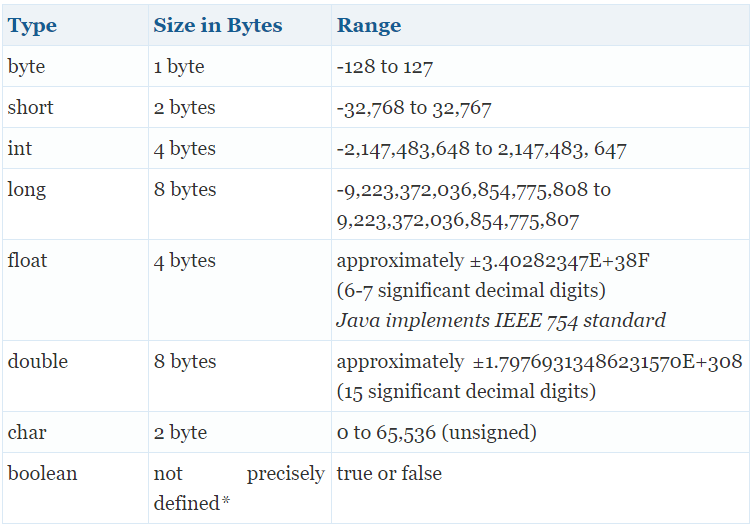 Type Size in Bytes Range
byte 1 byte -128 to 127
short 2 bytes -32,768 to 32,767
int 4 bytes -2,147,483,648 to 2,147,483, 647
long 8 bytes -9,223,372,036,854,775,808 to
9,223,372,036,854,775,807
float 4 bytes approximately ±3.40282347E+38F
(6-7 significant decimal digits)
Java implements IEEE 754 standard
double 8 bytes approximately ±1.79769313486231570E+308
(15 significant decimal digits)
char 2 byte 0 to 65,536 (unsigned)
boolean not precisely true or false
defined*